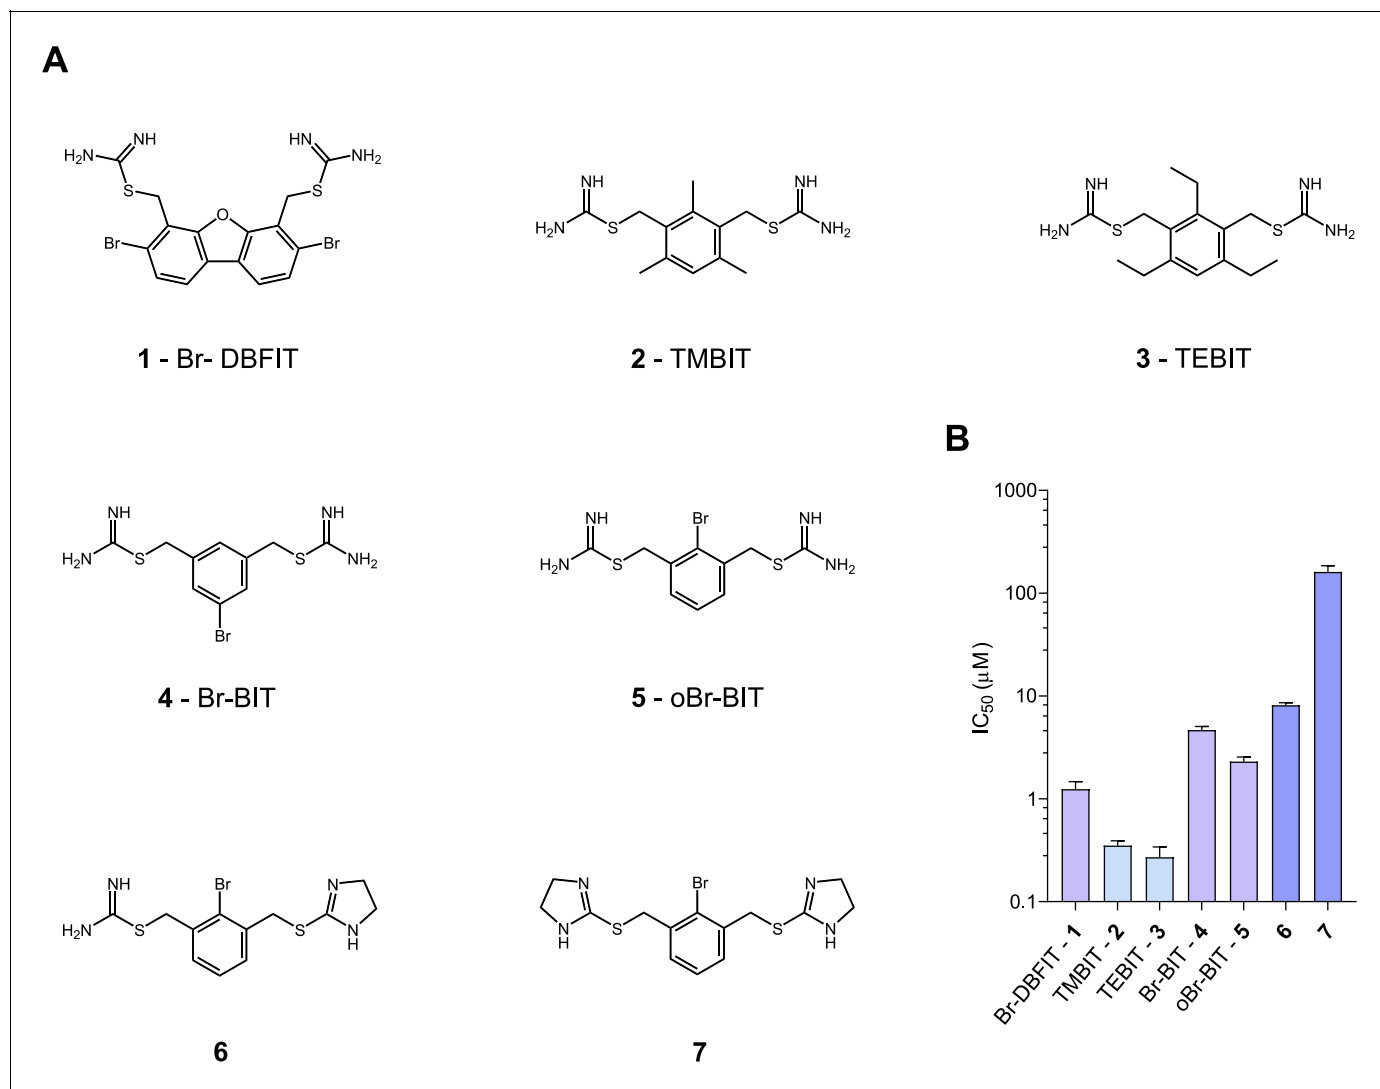 A
NH
H₂N
S
HN
NH₂
S
O
Br
Br
1 - Br- DBFIT
NH
H₂N
S
NH
S
NH₂
2 - TMBIT
NH
H₂N
S
NH
S
NH₂
3 - TEBIT
NH
H₂N
S
NH
S
NH₂
Br
4 - Br-BIT
NH
H₂N
S
Br
NH
S
NH₂
5 - oBr-BIT
NH
H₂N
S
Br
N
S
N
H
6
N
N
H
S
Br
N
S
N
H
7
B
IC₅₀ (μM)
1000
100
10
1
0.1
Br-DBFIT - 1
TMBIT - 2
TEBIT - 3
Br-BIT - 4
oBr-BIT - 5
6
7